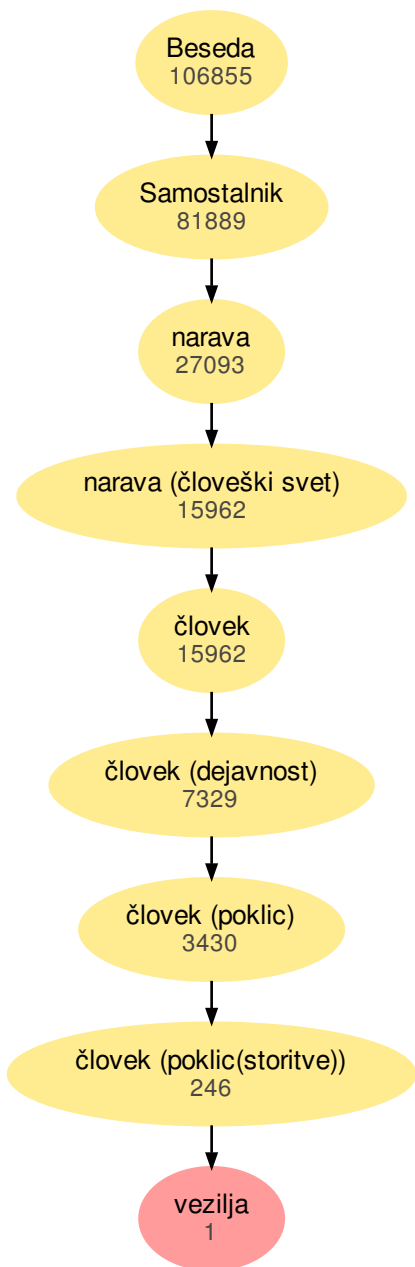 Beseda
106855
Samostalnik
81889
narava
27093
narava (človeški svet)
15962
človek
15962
človek (dejavnost)
7329
človek (poklic)
3430
človek (poklic(storitve))
246
vezilja
1